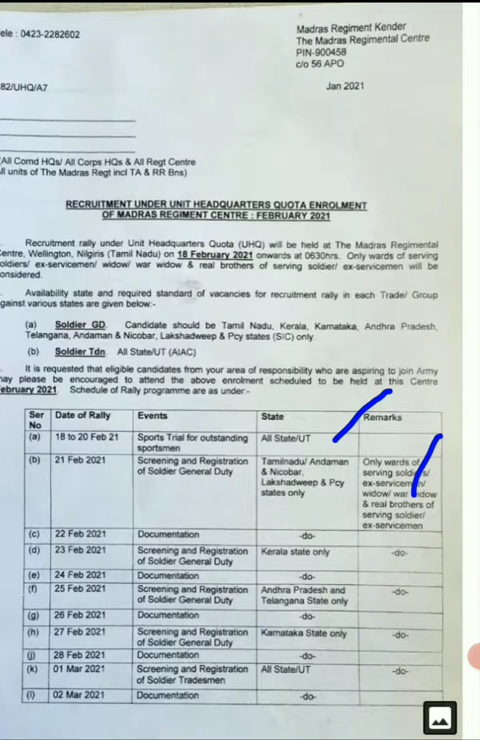 ele : 0423-2282602
Madras Regiment Kender
The Madras Regimental Centre
PIN-900458
c/o 56 APO
82/UHQ/A7
Jan 2021
(All Comd HQs/ All Corps HQs & All Regt Centre
ll units of The Madras Regt incl TA & RR Bns)
RECRUITMENT UNDER UNIT HEADQUARTERS QUOTA ENROLMENT
OF MADRAS REGIMENT CENTRE : FEBRUARY 2021
Recruitment rally under Unit Headquarters Quota (UHQ) will be held at The Madras Regimental
entre, Wellington, Nilgiris (Tamil Nadu) on 18 February 2021 onwards at 0630hrs. Only wards of serving
oldiers/ ex-servicemen/ widow/ war widow & real brothers of serving soldier/ ex-servicemen will be
onsidered.
Availability state and required standard of vacancies for recruitment rally in each Trade/ Group
gainst various states are given below:-
(a) Soldier GD. Candidate should be Tamil Nadu, Kerala, Karnataka, Andhra Pradesh,
Telangana, Andaman & Nicobar, Lakshadweep & Pcy states (SIC) only.
(b) Soldier Tdn. All State/UT (AIAC)
It is requested that eligible candidates from your area of responsibility who are aspiring to join Army
nay please be encouraged to attend the above enrolment scheduled to be held at this Centre
ebruary 2021. Schedule of Rally programme are as under:-
Ser No Date of Rally Events State Remarks
(a) 18 to 20 Feb 21 Sports Trial for outstanding sportsmen All State/UT
(b) 21 Feb 2021 Screening and Registration of Soldier General Duty Tamilnadu/ Andaman & Nicobar, Lakshadweep & Pcy states only Only wards of serving soldiers/ ex-servicemen/ widow/ war widow & real brothers of serving soldier/ ex-servicemen
(c) 22 Feb 2021 Documentation -do-
(d) 23 Feb 2021 Screening and Registration of Soldier General Duty Kerala state only -do-
(e) 24 Feb 2021 Documentation -do-
(f) 25 Feb 2021 Screening and Registration of Soldier General Duty Andhra Pradesh and Telangana State only -do-
(g) 26 Feb 2021 Documentation -do-
(h) 27 Feb 2021 Screening and Registration of Soldier General Duty Karnataka State only -do-
(j) 28 Feb 2021 Documentation -do-
(k) 01 Mar 2021 Screening and Registration of Soldier Tradesmen All State/UT -do-
(l) 02 Mar 2021 Documentation -do-